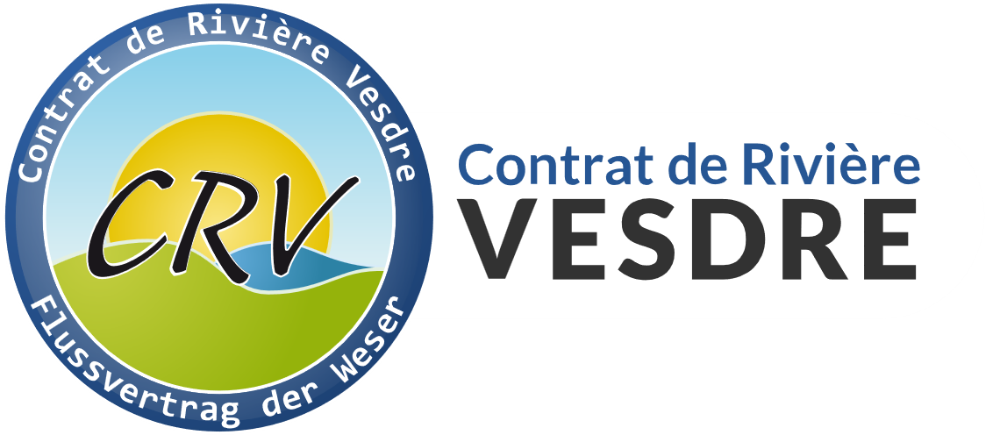 Contrat de Rivière Vesdre
CRV
Flussvertrag der Weser
Contrat de Rivière
VESDRE